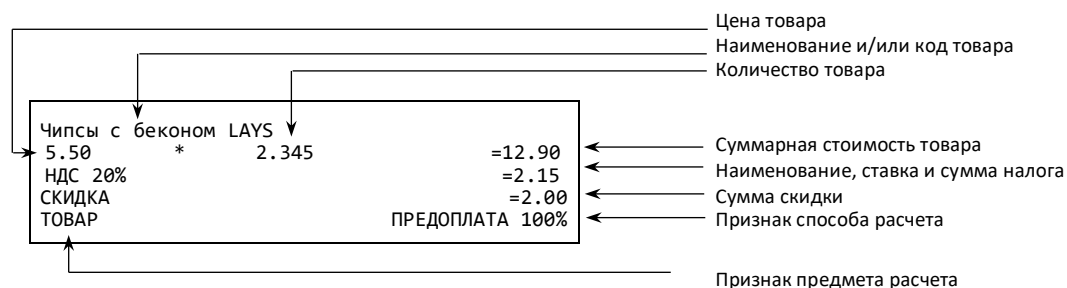 Цена товара
Наименование и/или код товара
Количество товара
Чипсы с беконом LAYS
5.50 * 2.345 =12.90
НДС 20% =2.15
СКИДКА =2.00
ТОВАР ПРЕДОПЛАТА 100%
Суммарная стоимость товара
Наименование, ставка и сумма налога
Сумма скидки
Признак способа расчета
Признак предмета расчета